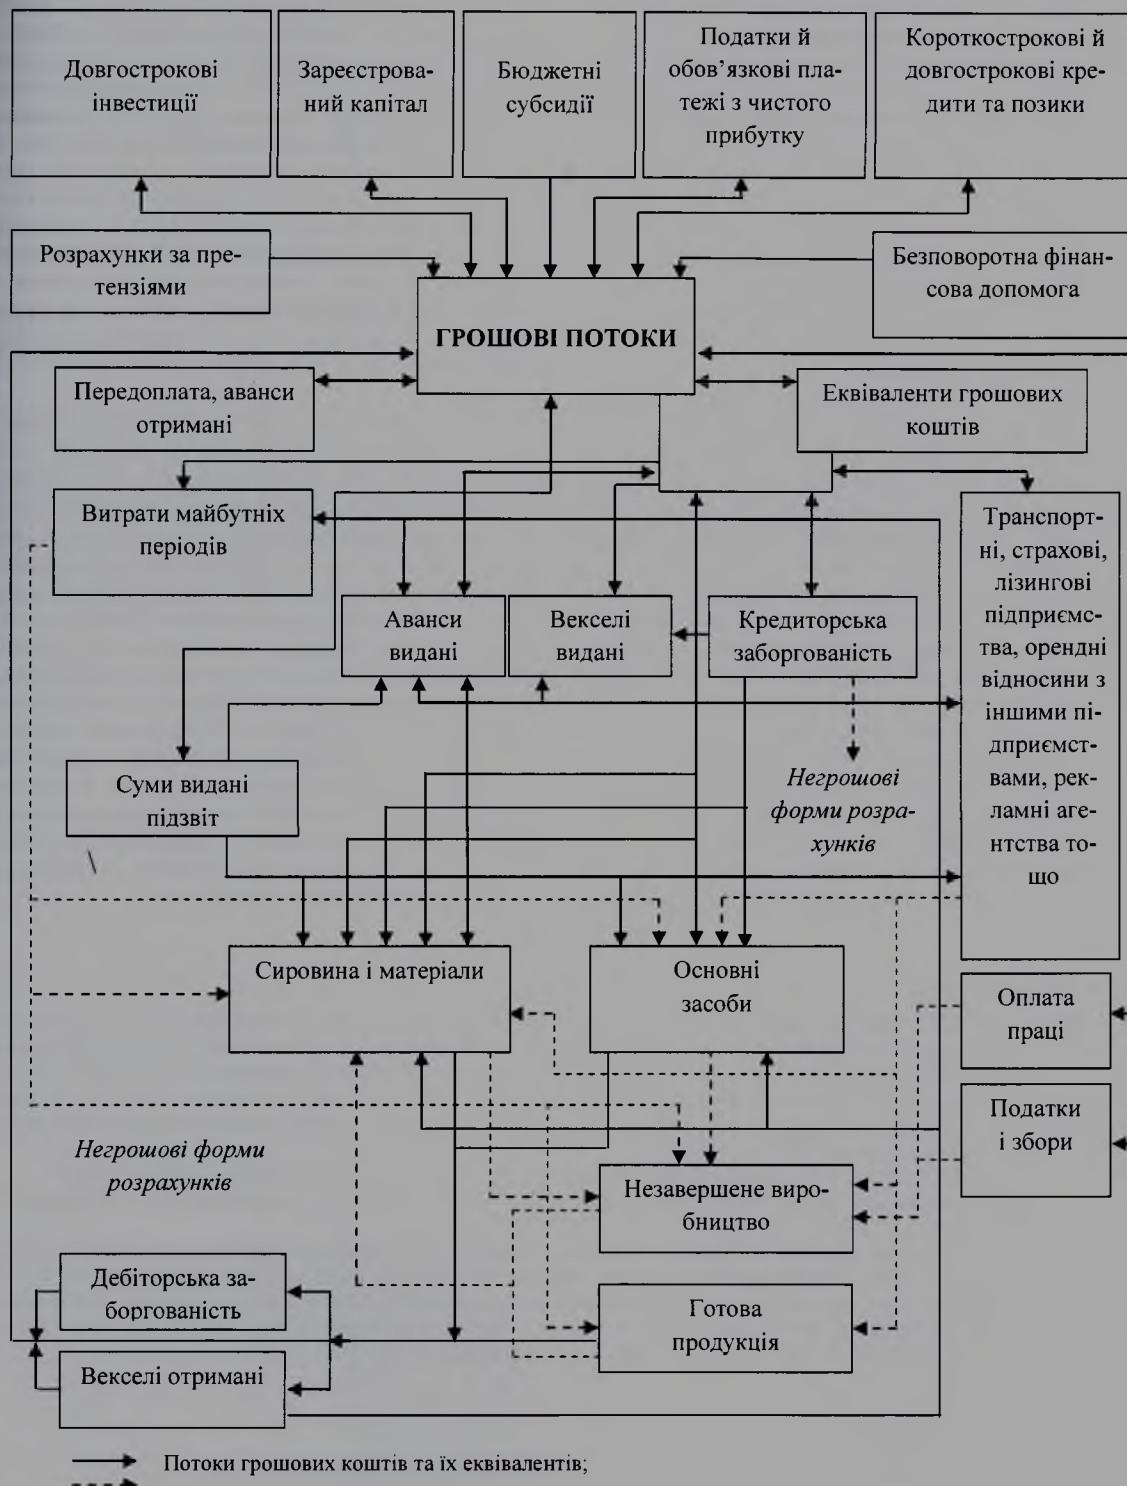 Довгострокові
інвестиції
Зареєстрова-
ний капітал
Бюджетні
субсидії
Податки й
обов’язкові пла-
тежі з чистого
прибутку
Короткострокові й
довгострокові кре-
дити та позики
Розрахунки за пре-
тензіями
Безповоротна фінан-
сова допомога
ГРОШОВІ ПОТОКИ
Передоплата, аванси
отримані
Еквіваленти грошових
коштів
Витрати майбутніх
періодів
Транспорт-
ні, страхові,
лізингові
підприємс-
тва, орендні
відносини з
іншими пі-
дприємст-
вами, рек-
ламні аге-
нтства то-
що
Аванси
видані
Векселі
видані
Кредиторська
заборгованість
Суми видані
підзвіт
Негрошові
форми розра-
хунків
Сировина і матеріали
Основні
засоби
Оплата
праці
Податки
і збори
Негрошові форми
розрахунків
Незавершене виро-
бництво
Дебіторська за-
боргованість
Готова
продукція
Векселі отримані
Потоки грошових коштів та їх еквівалентів;